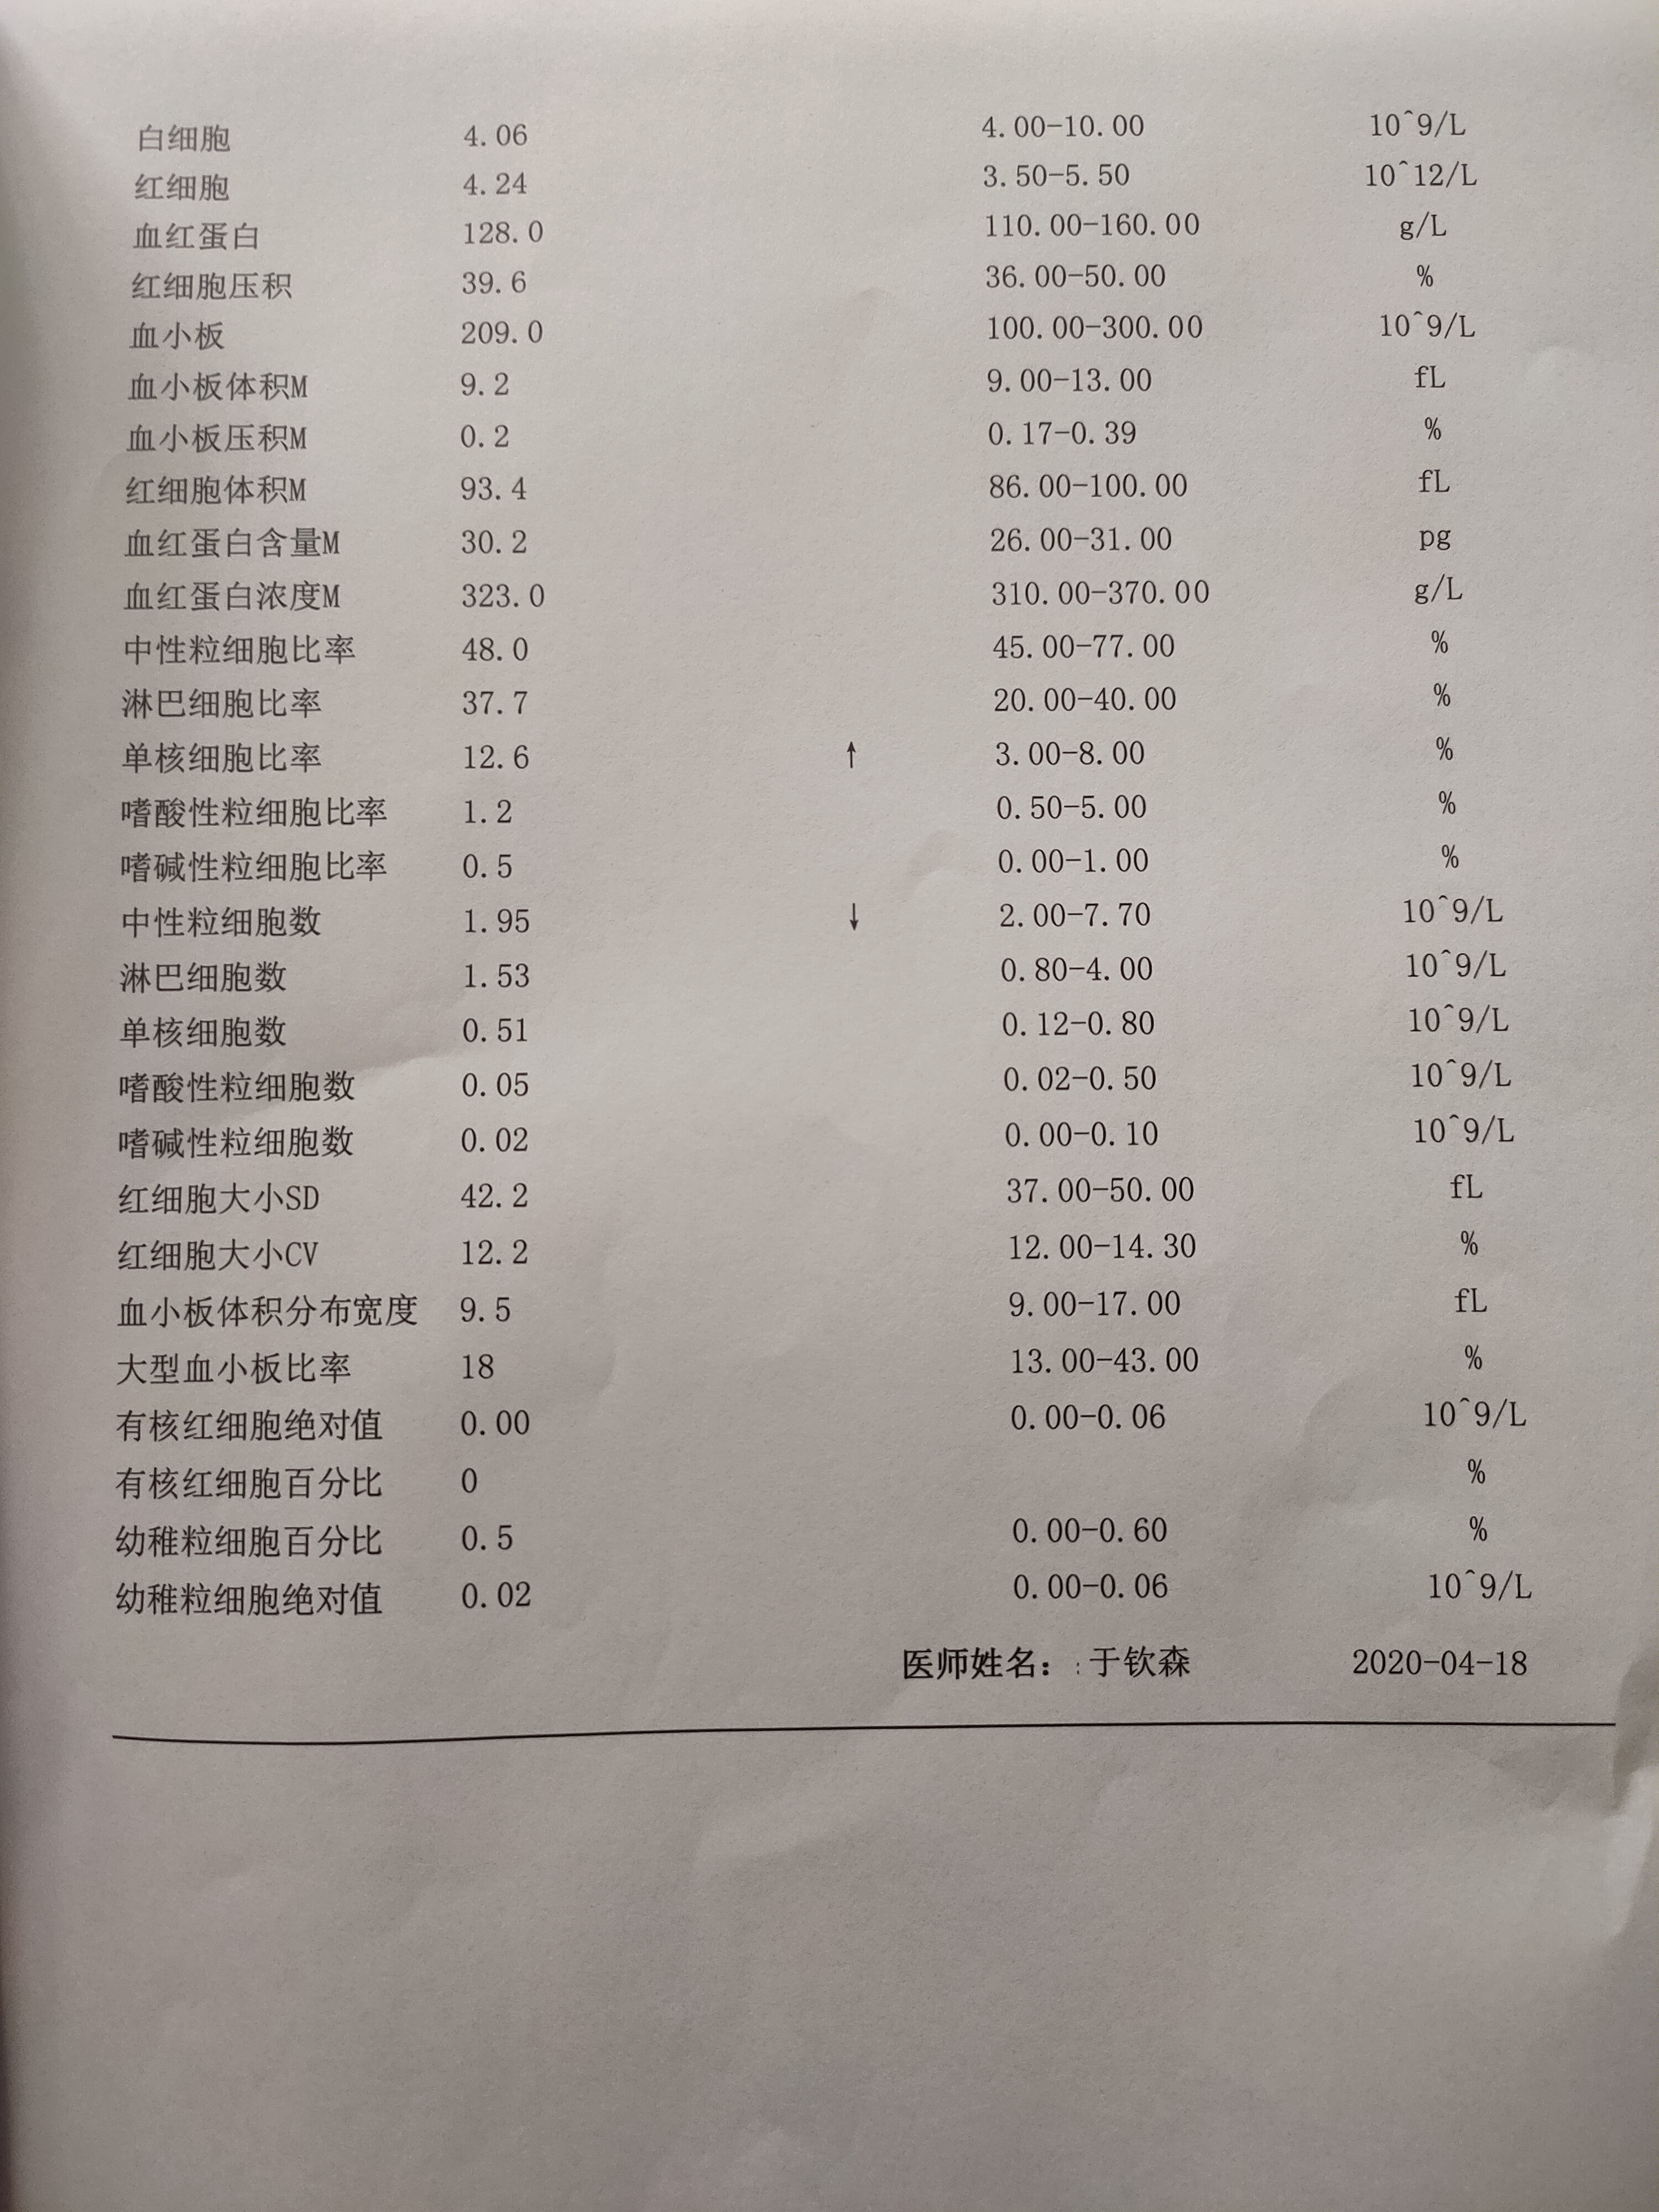 白细胞 4.06 4.00-10.00 10^9/L
红细胞 4.24 3.50-5.50 10^12/L
血红蛋白 128.0 110.00-160.00 g/L
红细胞压积 39.6 36.00-50.00 %
血小板 209.0 100.00-300.00 10^9/L
血小板体积M 9.2 9.00-13.00 fL
血小板压积M 0.2 0.17-0.39 %
红细胞体积M 93.4 86.00-100.00 fL
血红蛋白含量M 30.2 26.00-31.00 pg
血红蛋白浓度M 323.0 310.00-370.00 g/L
中性粒细胞比率 48.0 45.00-77.00 %
淋巴细胞比率 37.7 20.00-40.00 %
单核细胞比率 12.6 ↑ 3.00-8.00 %
嗜酸性粒细胞比率 1.2 0.50-5.00 %
嗜碱性粒细胞比率 0.5 0.00-1.00 %
中性粒细胞数 1.95 ↓ 2.00-7.70 10^9/L
淋巴细胞数 1.53 0.80-4.00 10^9/L
单核细胞数 0.51 0.12-0.80 10^9/L
嗜酸性粒细胞数 0.05 0.02-0.50 10^9/L
嗜碱性粒细胞数 0.02 0.00-0.10 10^9/L
红细胞大小SD 42.2 37.00-50.00 fL
红细胞大小CV 12.2 12.00-14.30 %
血小板体积分布宽度 9.5 9.00-17.00 fL
大型血小板比率 18 13.00-43.00 %
有核红细胞绝对值 0.00 0.00-0.06 10^9/L
有核红细胞百分比 0 %
幼稚粒细胞百分比 0.5 0.00-0.60 %
幼稚粒细胞绝对值 0.02 0.00-0.06 10^9/L
医师姓名：:于钦森 2020-04-18